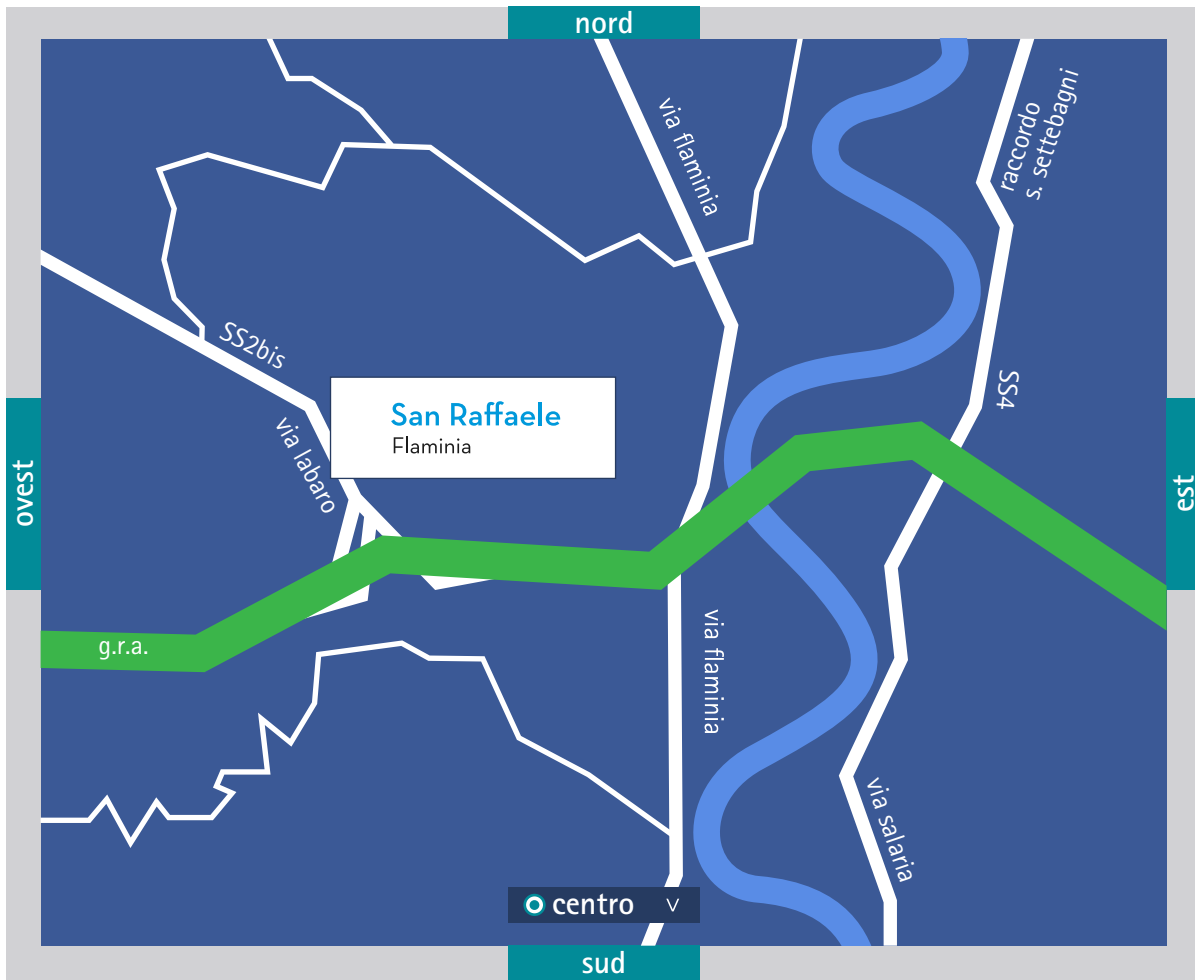 nord
via flaminia
raccordo
s. settebagni
SS2bis
SS4
San Raffaele
Flaminia
via labaro
ovest
est
g.r.a.
via flaminia
via salaria
centro v
sud